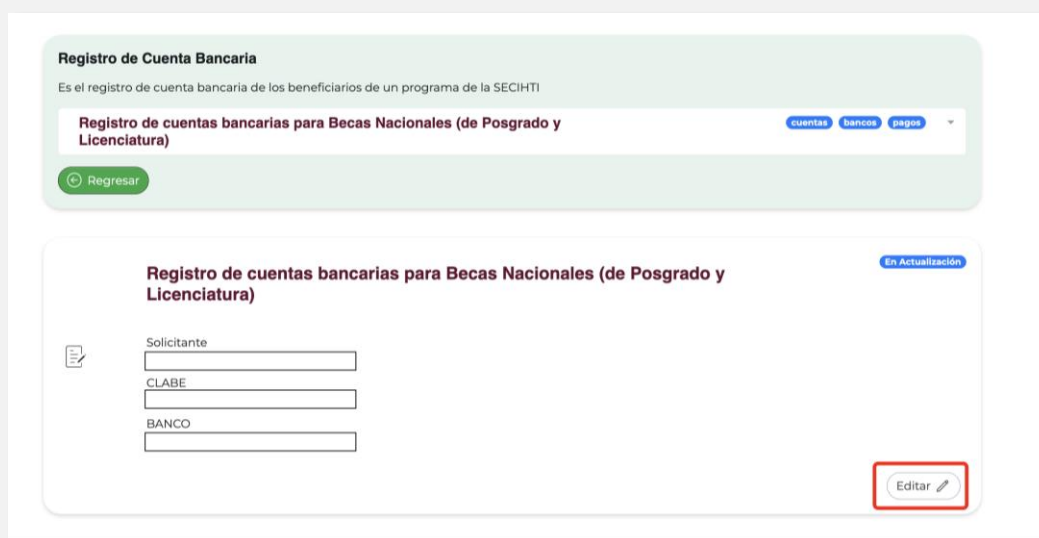 Registro de Cuenta Bancaria
Es el registro de cuenta bancaria de los beneficiarios de un programa de la SECIHTI
Registro de cuentas bancarias para Becas Nacionales (de Posgrado y
Licenciatura)
cuentas bancos pagos
Regresar
En Actualización
Registro de cuentas bancarias para Becas Nacionales (de Posgrado y
Licenciatura)
Solicitante
CLABE
BANCO
Editar